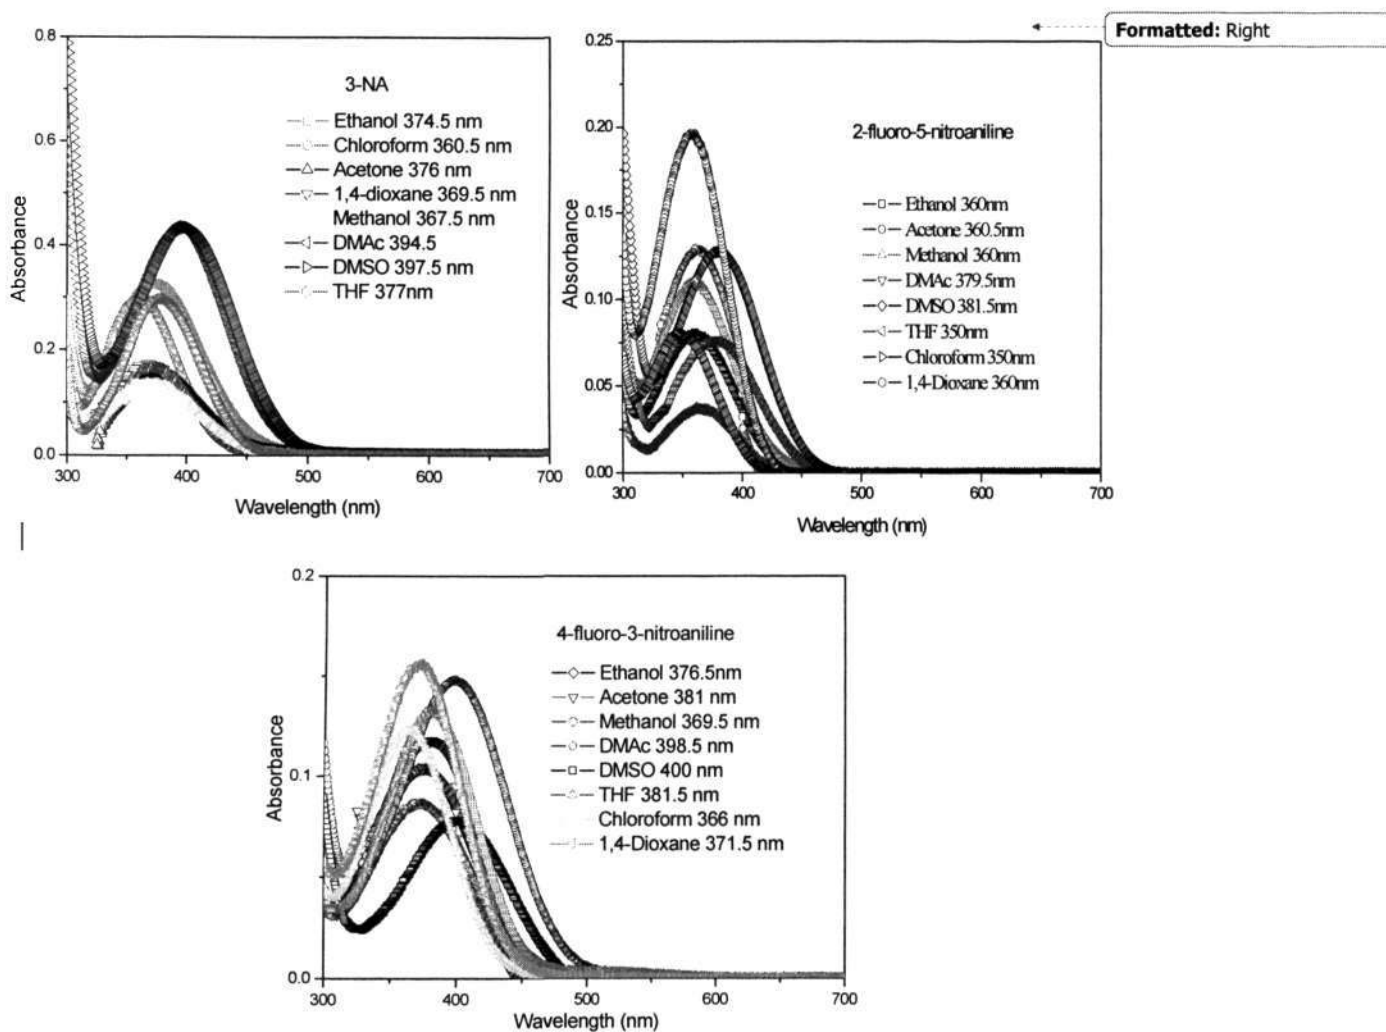 Formatted: Right
0.8
0.6
0.4
0.2
0.0
300
400
500
600
700
Absorbance
Wavelength (nm)
3-NA
Ethanol 374.5 nm
Chloroform 360.5 nm
Acetone 376 nm
1,4-dioxane 369.5 nm
Methanol 367.5 nm
DMAc 394.5
DMSO 397.5 nm
THF 377nm
0.25
0.20
0.15
0.10
0.05
0.00
300
400
500
600
700
Absorbance
Wavelength (nm)
2-fluoro-5-nitroaniline
Ethanol 360nm
Acetone 360.5nm
Methanol 360nm
DMAc 379.5nm
DMSO 381.5nm
THF 350nm
Chloroform 350nm
1,4-Dioxane 360nm
0.2
0.1
0.0
300
400
500
600
700
Absorbance
Wavelength (nm)
4-fluoro-3-nitroaniline
Ethanol 376.5nm
Acetone 381 nm
Methanol 369.5 nm
DMAc 398.5 nm
DMSO 400 nm
THF 381.5 nm
Chloroform 366 nm
1,4-Dioxane 371.5 nm